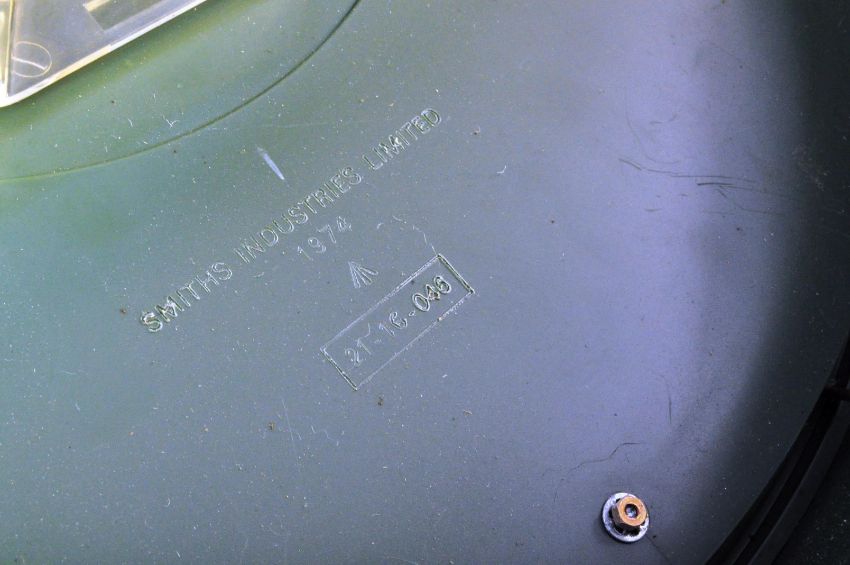 SMITHS INDUSTRIES LIMITED
1974
21-16-046